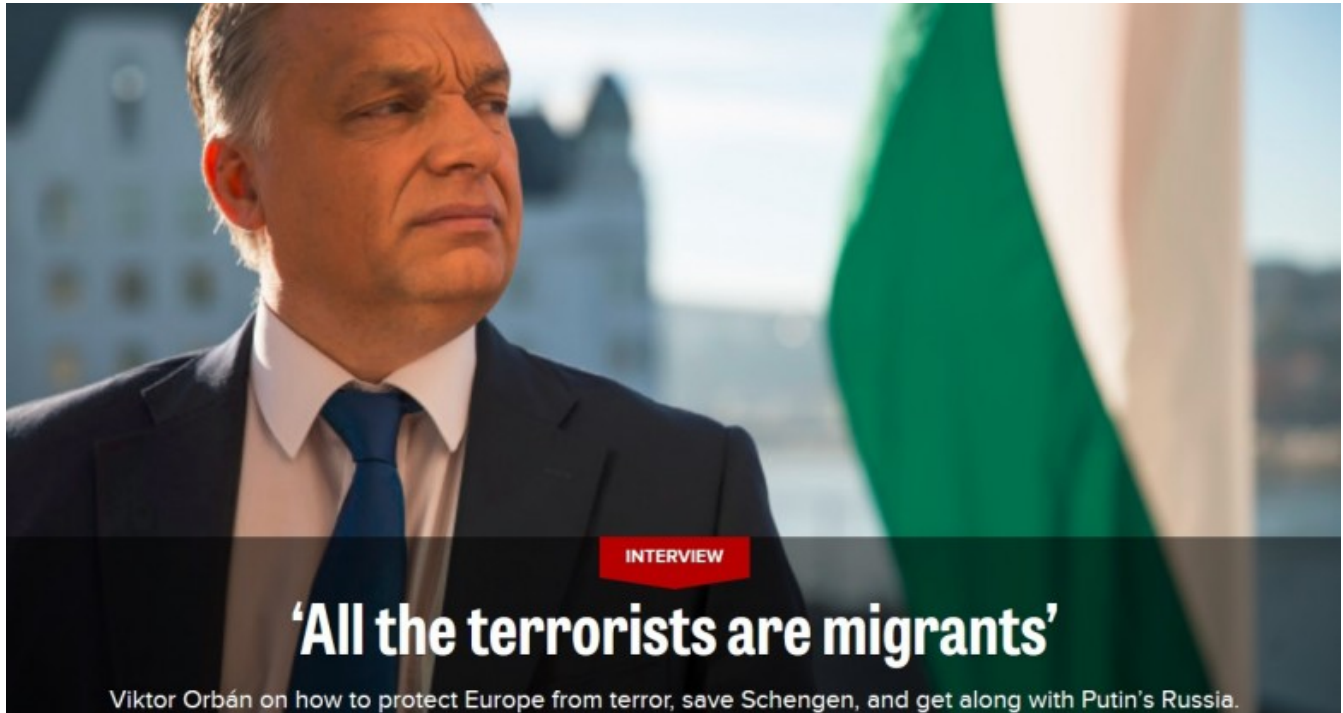 INTERVIEW
‘All the terrorists are migrants’
Viktor Orbán on how to protect Europe from terror, save Schengen, and get along with Putin’s Russia.